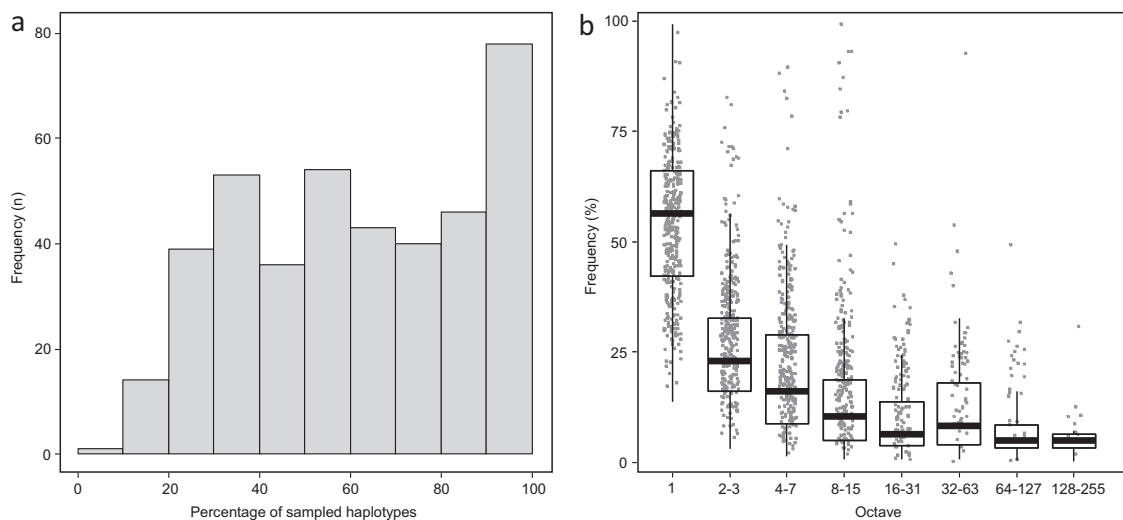 a
80
60
40
20
0
Frequency (n)
0 20 40 60 80 100
Percentage of sampled haplotypes
b
100
75
50
25
0
Frequency (%)
1 2-3 4-7 8-15 16-31 32-63 64-127 128-255
Octave